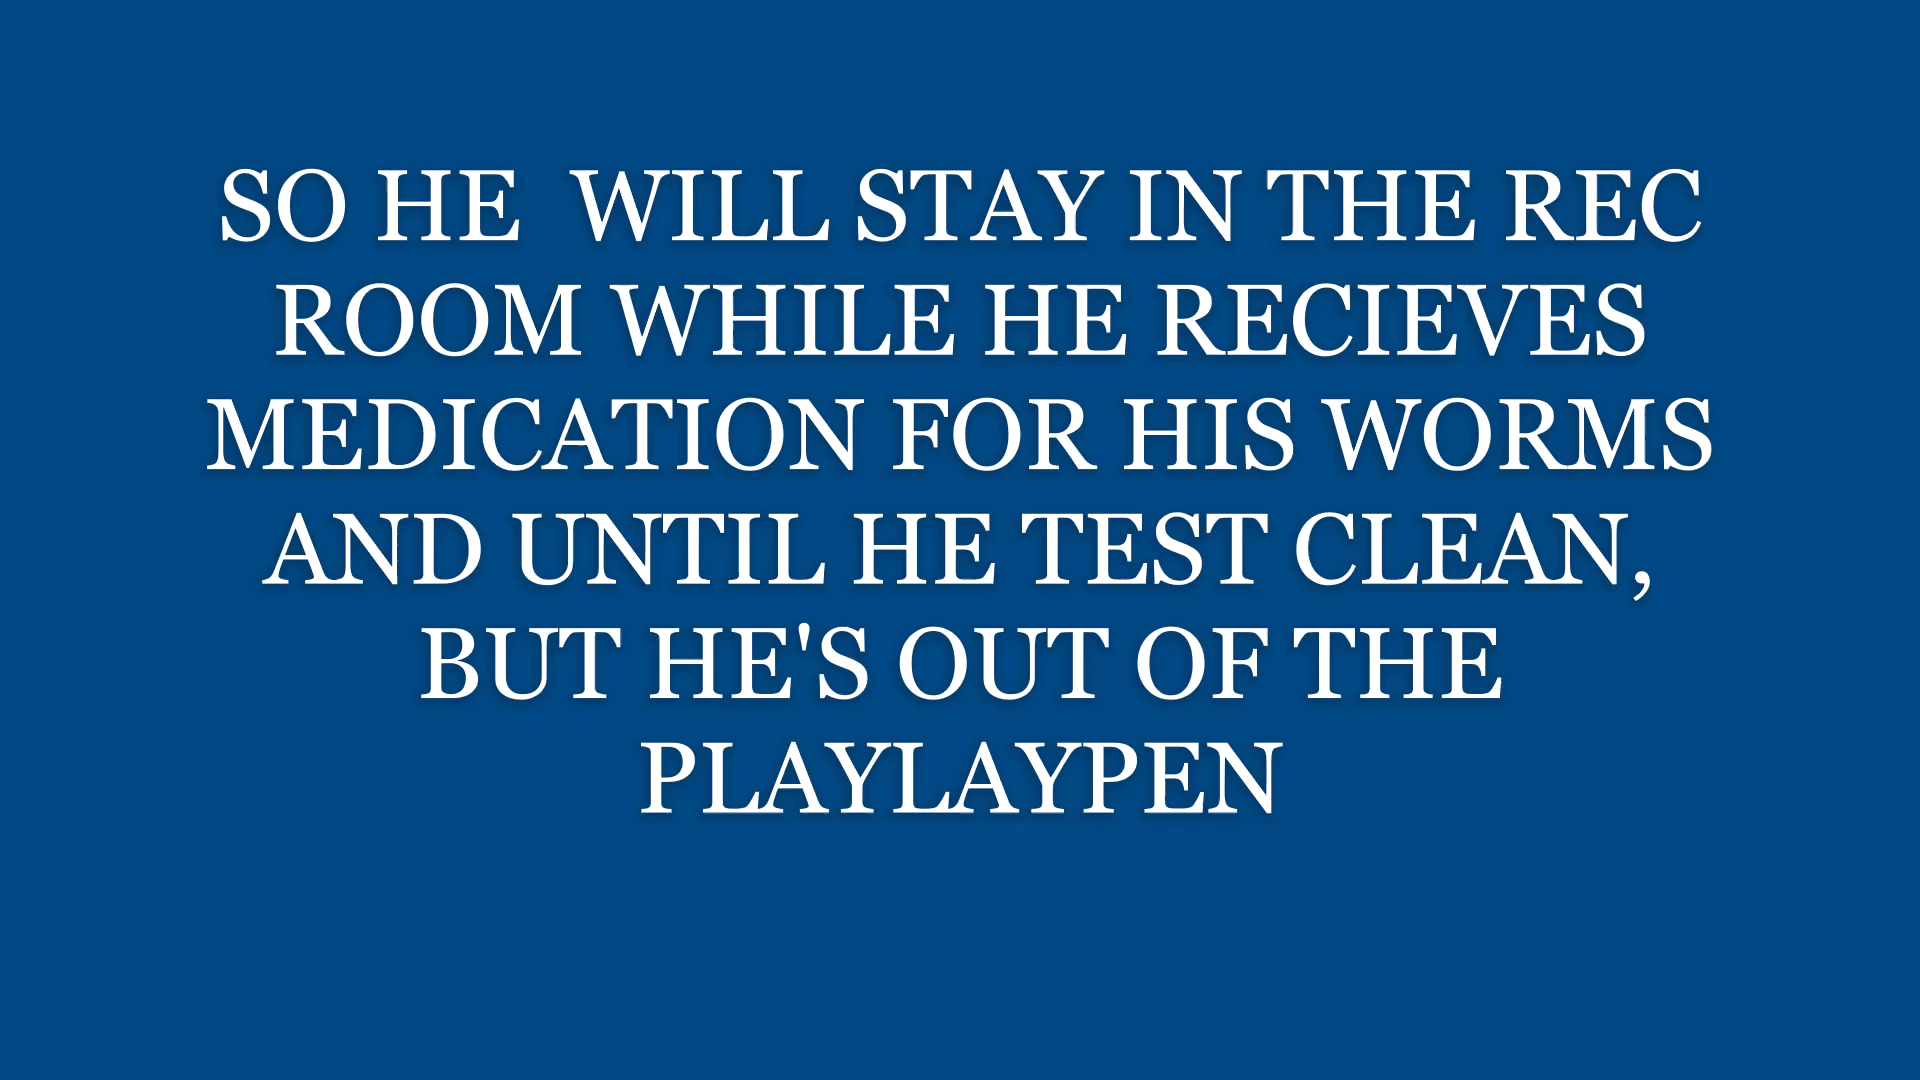 SO HE  WILL STAY IN THE REC
ROOM WHILE HE RECIEVES
MEDICATION FOR HIS WORMS
AND UNTIL HE TEST CLEAN,
BUT HE'S OUT OF THE
PLAYLAYPEN